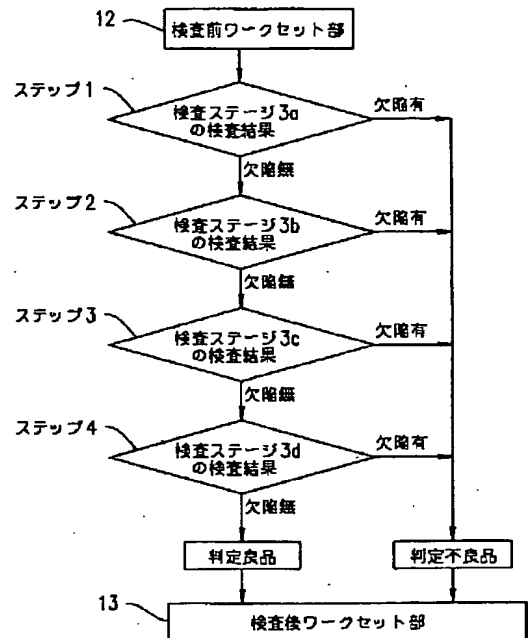 12
検査前ワークセット部
ステップ1
検査ステージ3a
の検査結果
欠陥有
欠陥無
ステップ2
検査ステージ3b
の検査結果
欠陥有
欠陥無
ステップ3
検査ステージ3c
の検査結果
欠陥有
欠陥無
ステップ4
検査ステージ3d
の検査結果
欠陥有
欠陥無
判定良品
判定不良品
13
検査後ワークセット部